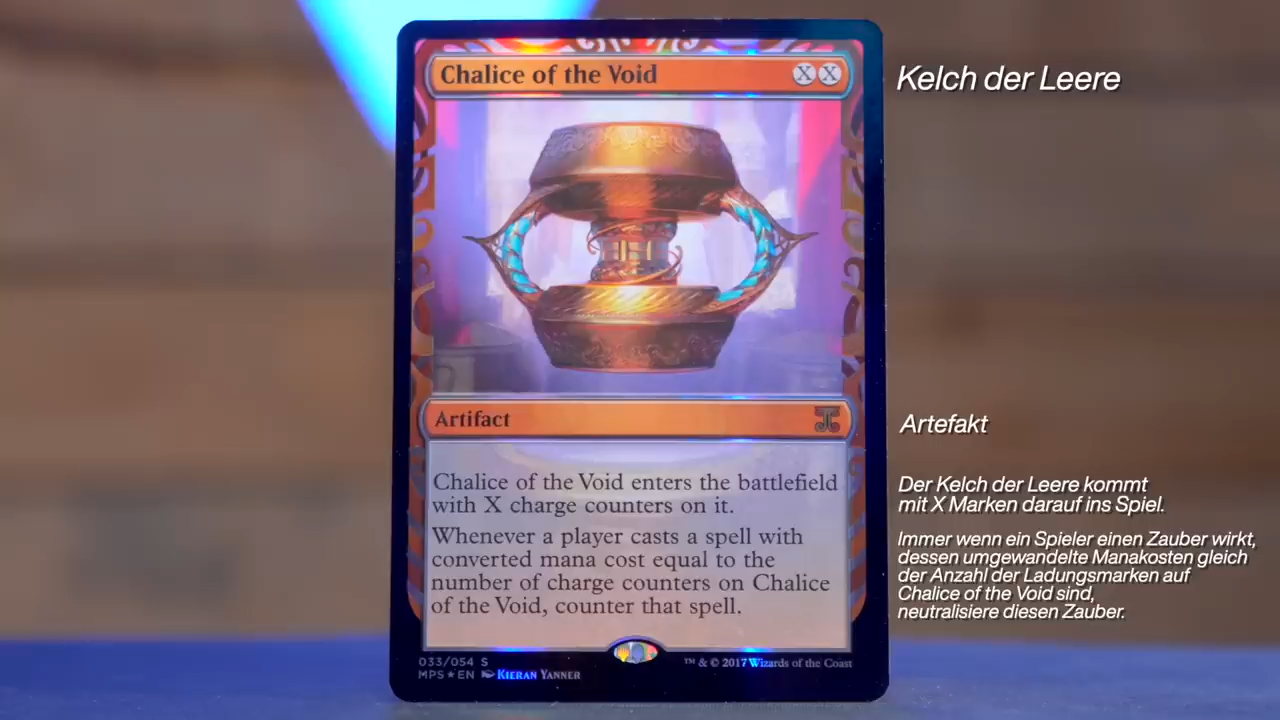 Chalice of the Void XX
Kelch der Leere
Artifact
Artefakt
Chalice of the Void enters the battlefield
with X charge counters on it.
Whenever a player casts a spell with
converted mana cost equal to the
number of charge counters on Chalice
of the Void, counter that spell.
Der Kelch der Leere kommt
mit X Marken darauf ins Spiel.
Immer wenn ein Spieler einen Zauber wirkt,
dessen umgewandelte Manakosten gleich
der Anzahl der Ladungsmarken auf
Chalice of the Void sind,
neutralisiere diesen Zauber.
033/054 S
MPS★EN Kieran Yanner
™ & © 2017 Wizards of the Coast